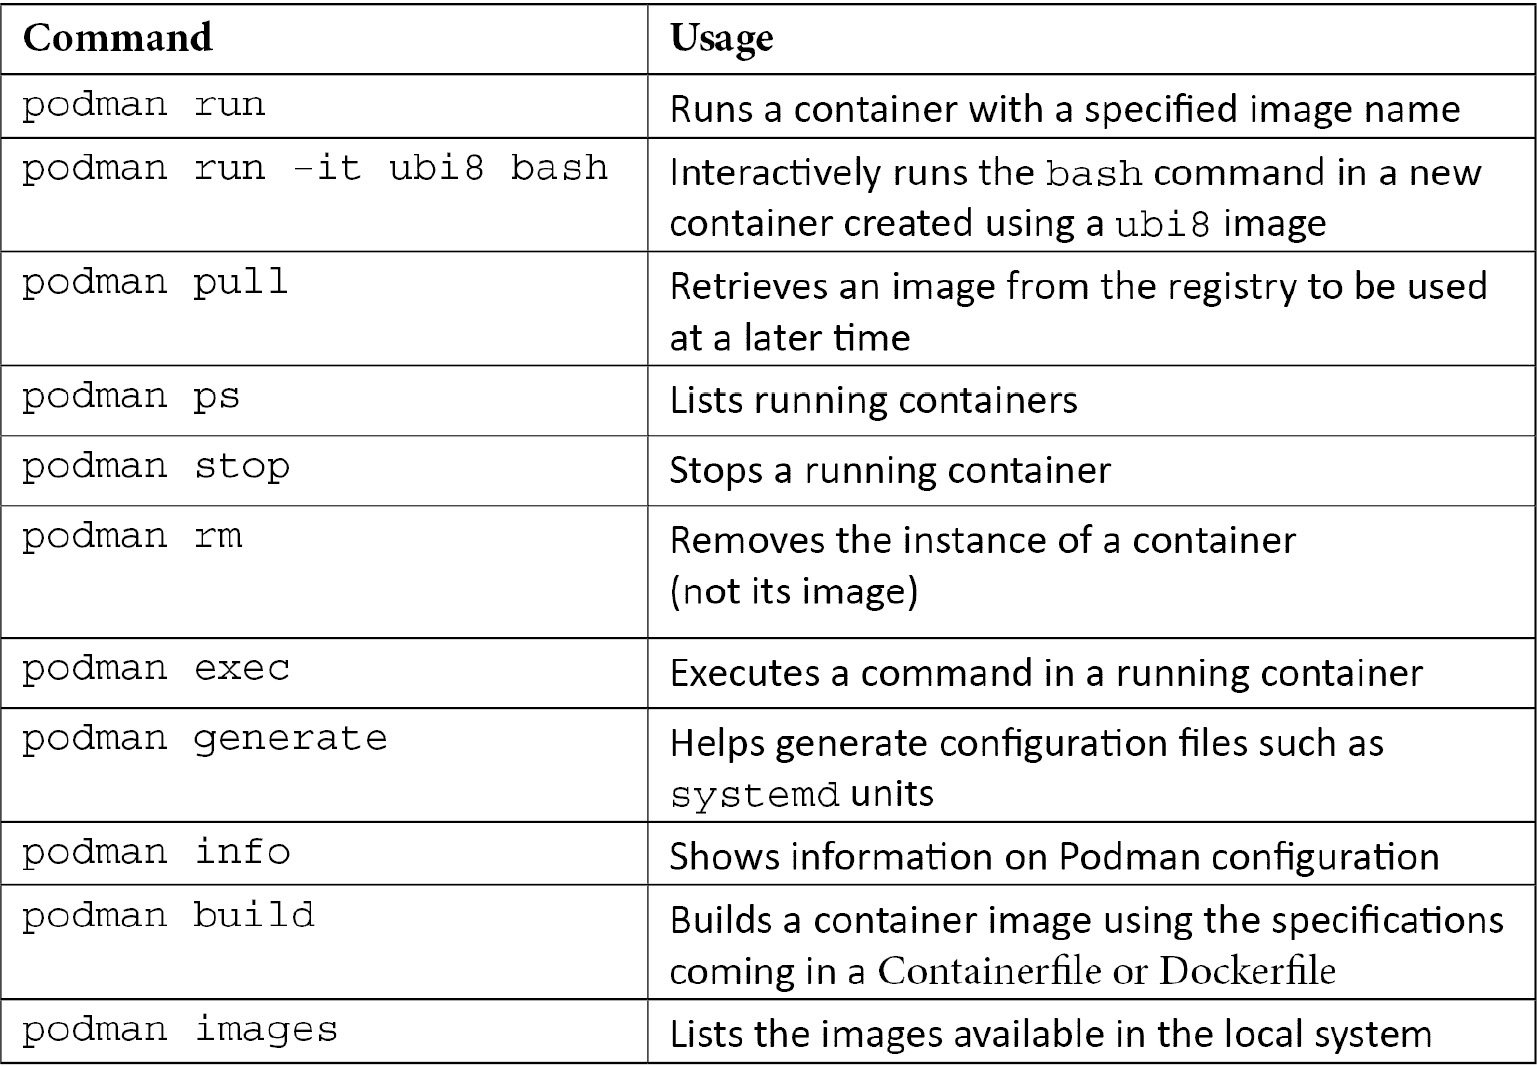 Command Usage
podman run Runs a container with a specified image name
podman run -it ubi8 bash Interactively runs the bash command in a new
container created using a ubi8 image
podman pull Retrieves an image from the registry to be used
at a later time
podman ps Lists running containers
podman stop Stops a running container
podman rm Removes the instance of a container
(not its image)
podman exec Executes a command in a running container
podman generate Helps generate configuration files such as
systemd units
podman info Shows information on Podman configuration
podman build Builds a container image using the specifications
coming in a Containerfile or Dockerfile
podman images Lists the images available in the local system